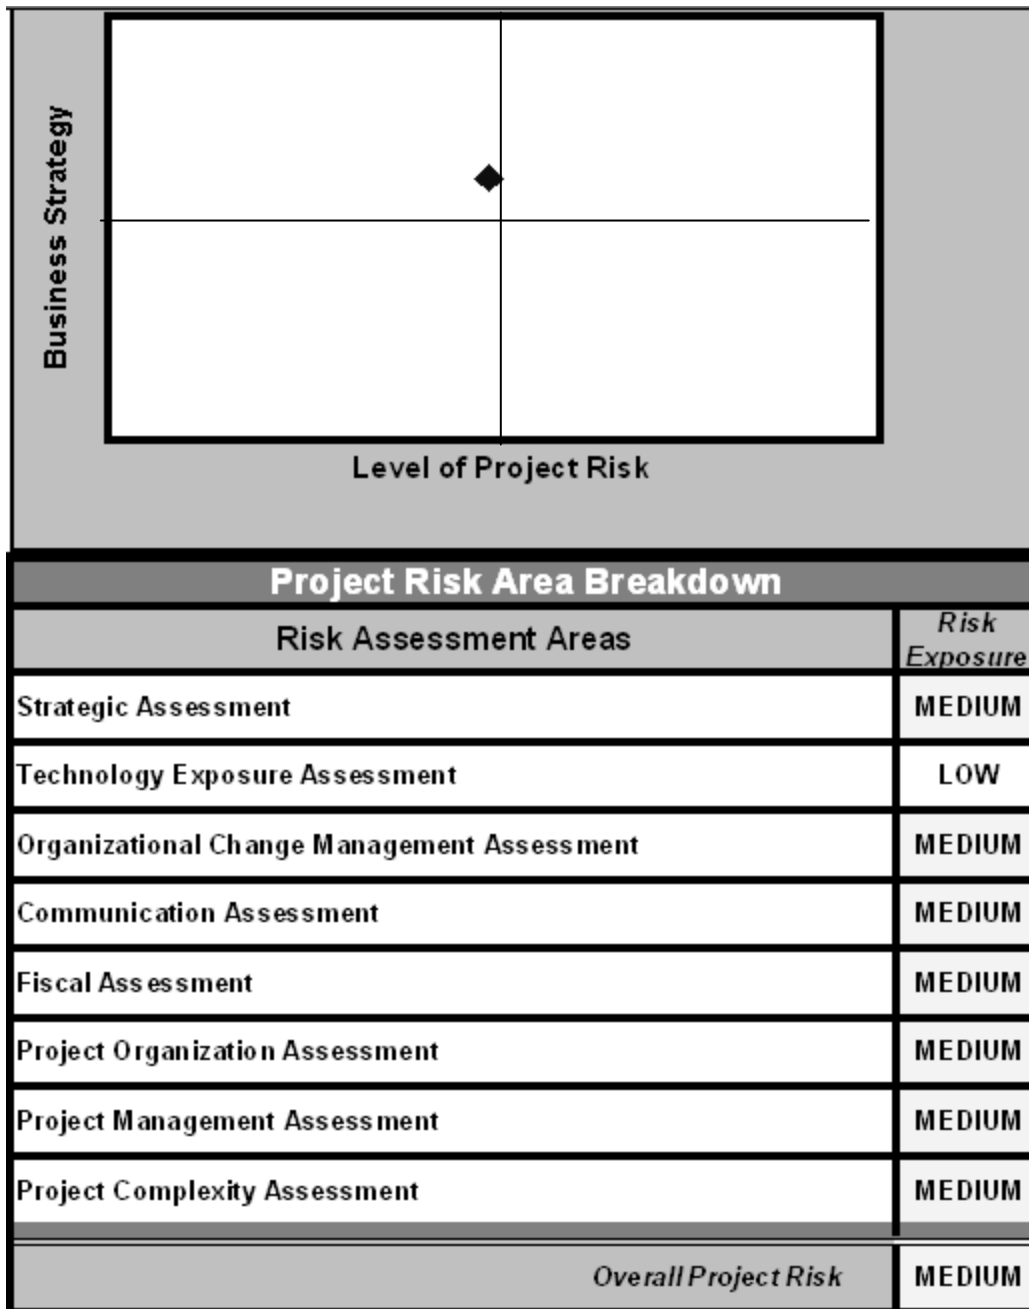 Business Strategy
Level of Project Risk
Project Risk Area Breakdown
Risk Assessment Areas
Risk
Exposure
Strategic Assessment
MEDIUM
Technology Exposure Assessment
LOW
Organizational Change Management Assessment
MEDIUM
Communication Assessment
MEDIUM
Fiscal Assessment
MEDIUM
Project Organization Assessment
MEDIUM
Project Management Assessment
MEDIUM
Project Complexity Assessment
MEDIUM
Overall Project Risk
MEDIUM